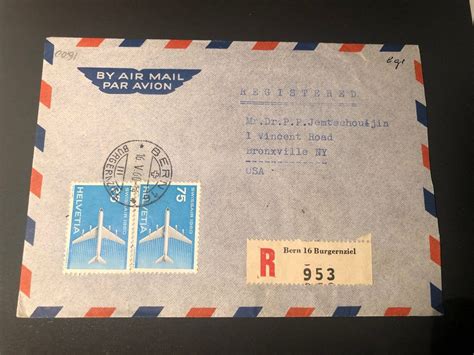 BY AIR MAIL
PAR AVION
REGISTERED
Mr.Dr.P.P.Jemtschoujin
1 Vincent Road
Bronxville NY
USA
BERN 16
BURGERNZIEL
HELVETIA
HELVETIA
75
R
Bern 16 Burgernziel
953